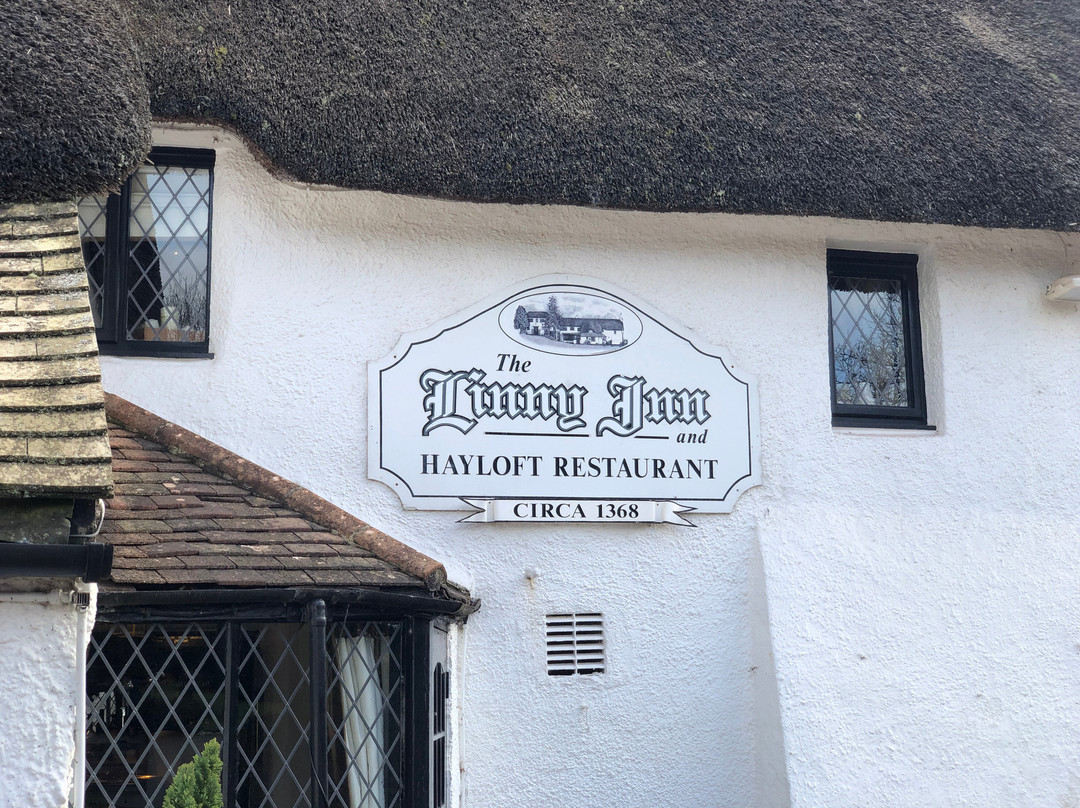 The
Linny Inn
and
HAYLOFT RESTAURANT
CIRCA 1368